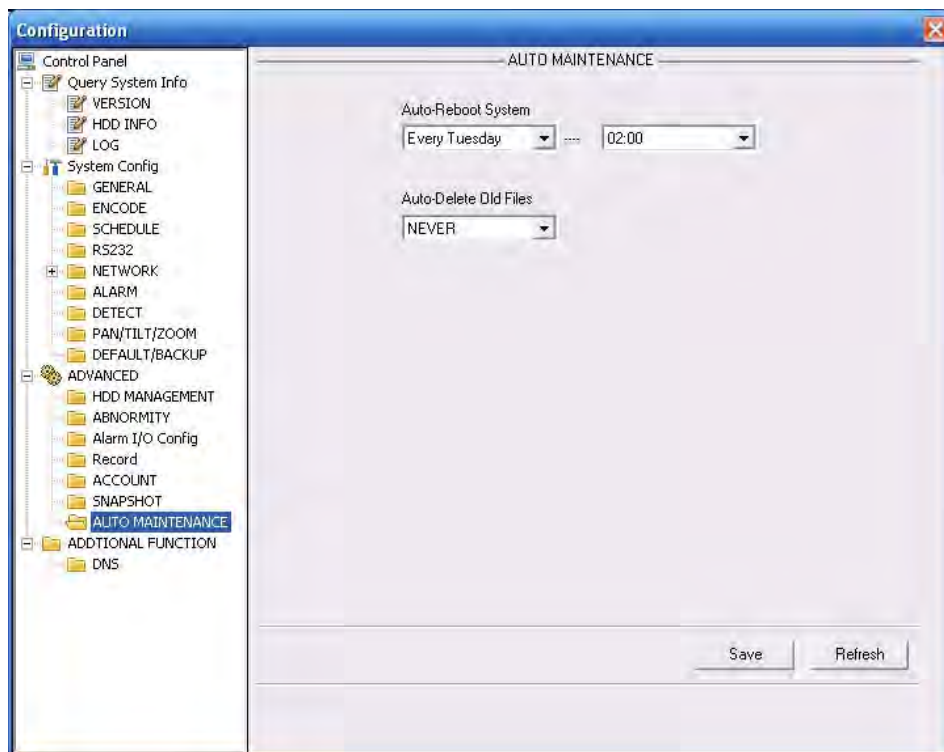 Configuration
Control Panel
Query System Info
VERSION
HDD INFO
LOG
System Config
GENERAL
ENCODE
SCHEDULE
RS232
NETWORK
ALARM
DETECT
PAN/TILT/ZOOM
DEFAULT/BACKUP
ADVANCED
HDD MANAGEMENT
ABNORMITY
Alarm I/O Config
Record
ACCOUNT
SNAPSHOT
AUTO MAINTENANCE
ADDTIONAL FUNCTION
DNS
AUTO MAINTENANCE
Auto-Reboot System
Every Tuesday ---- 02:00
Auto-Delete Old Files
NEVER
Save Refresh